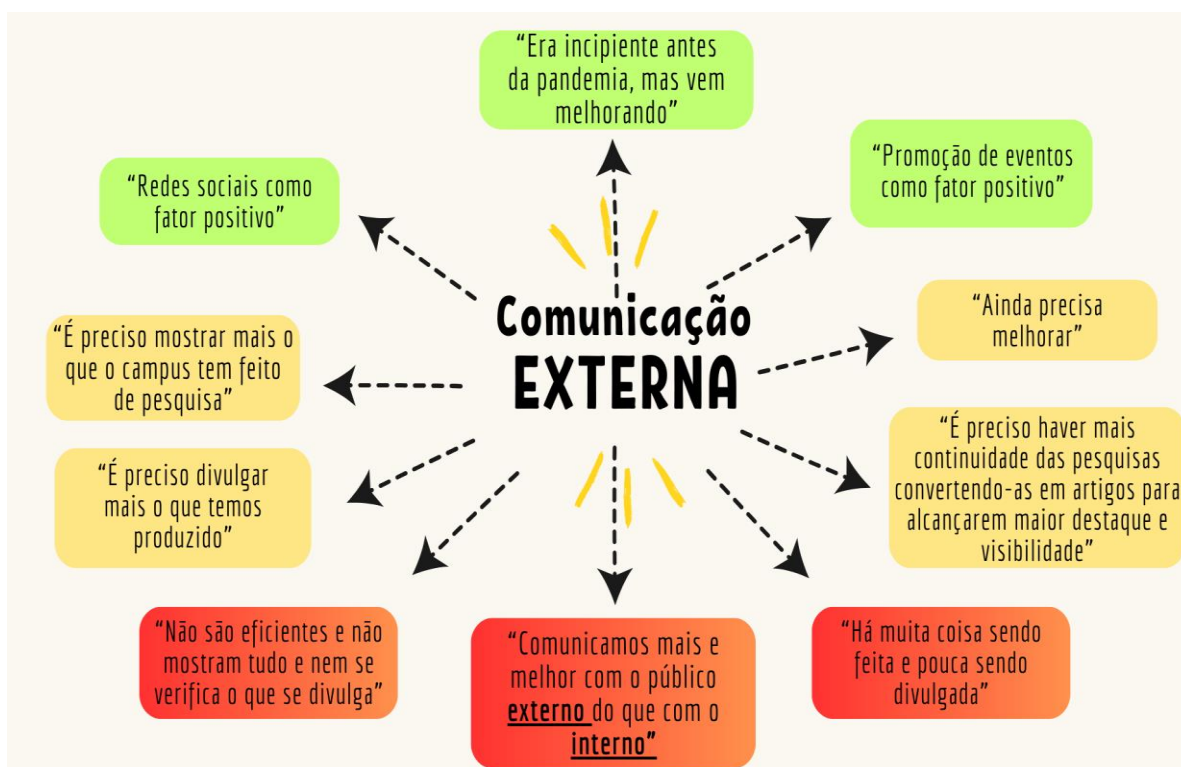 “Era incipiente antes
da pandemia, mas vem
melhorando”
“Redes sociais como
fator positivo”
“Promoção de eventos
como fator positivo”
Comunicação
EXTERNA
“Ainda precisa
melhorar”
“É preciso mostrar mais o
que o campus tem feito
de pesquisa”
“É preciso haver mais
continuidade das pesquisas
convertendo-as em artigos para
alcançarem maior destaque e
visibilidade”
“É preciso divulgar
mais o que temos
produzido”
“Não são eficientes e não
mostram tudo e nem se
verifica o que se divulga”
“Comunicamos mais e
melhor com o público
externo do que com o
interno”
“Há muita coisa sendo
feita e pouca sendo
divulgada”